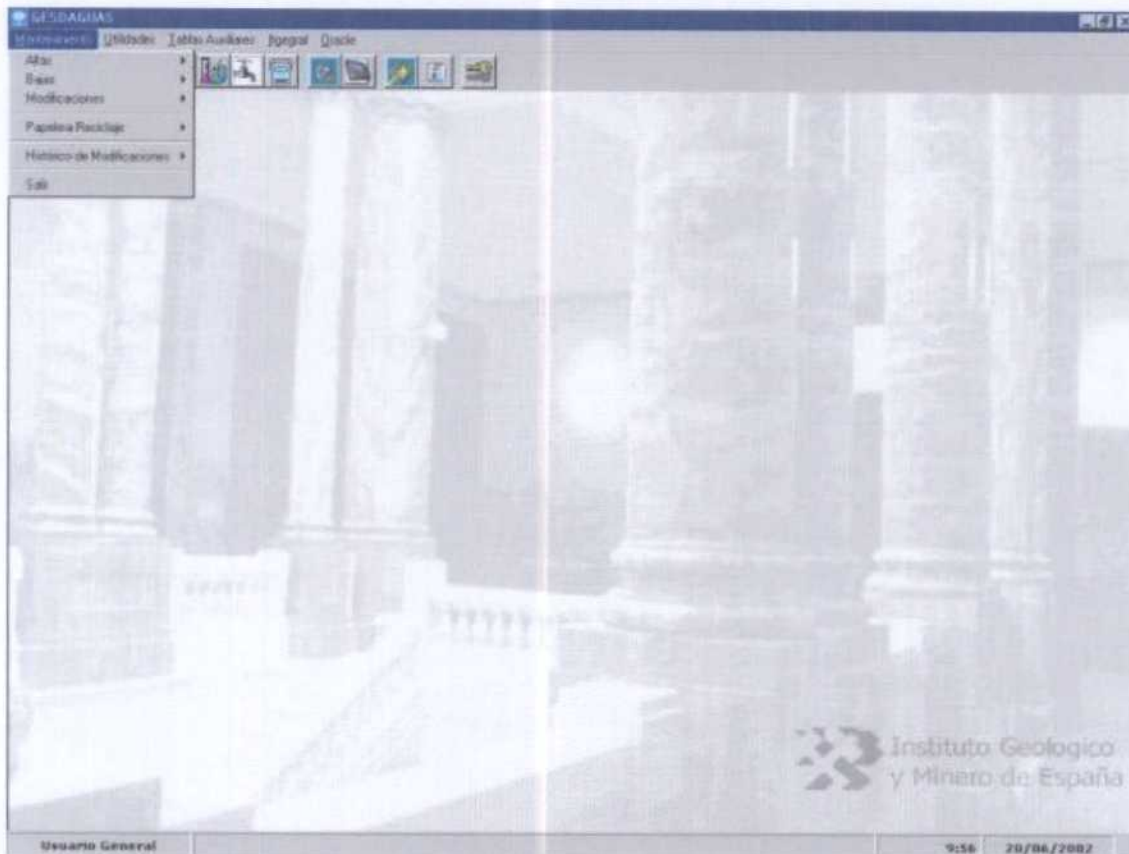 GESDAGUAS
Mantenimiento Utilidades Tablas Auxiliares Oracle
Altas
Bajas
Modificaciones
Papelera Reciclaje
Histórico de Modificaciones
Salir
Instituto Geologico
y Minero de España
Usuario General 9:56 20/06/2002